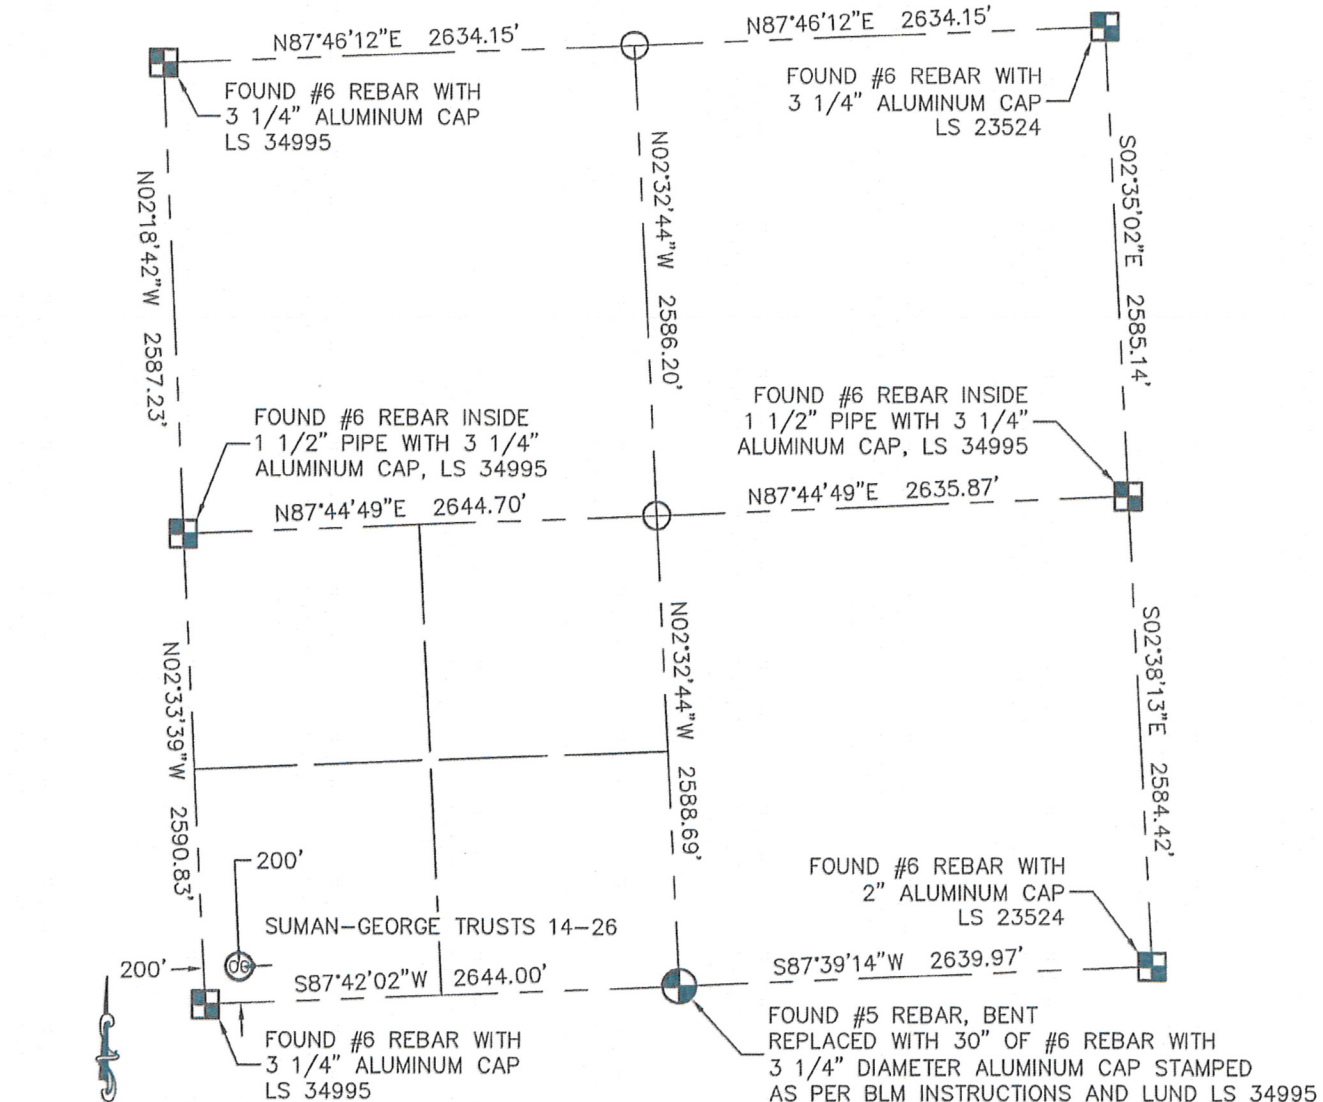 N87°46'12"E 2634.15'
N87°46'12"E 2634.15'
FOUND #6 REBAR WITH
3 1/4" ALUMINUM CAP
LS 34995
FOUND #6 REBAR WITH
3 1/4" ALUMINUM CAP
LS 23524
N02°18'42"W 2587.23'
N02°32'44"W 2586.20'
S02°35'02"E 2585.14'
FOUND #6 REBAR INSIDE
1 1/2" PIPE WITH 3 1/4"
ALUMINUM CAP, LS 34995
FOUND #6 REBAR INSIDE
1 1/2" PIPE WITH 3 1/4"
ALUMINUM CAP, LS 34995
N87°44'49"E 2644.70'
N87°44'49"E 2635.87'
N02°33'39"W 2590.83'
N02°32'44"W 2588.69'
S02°38'13"E 2584.42'
200'
SUMAN-GEORGE TRUSTS 14-26
OG
200'
S87°42'02"W 2644.00'
FOUND #6 REBAR WITH
2" ALUMINUM CAP
LS 23524
S87°39'14"W 2639.97'
FOUND #6 REBAR WITH
3 1/4" ALUMINUM CAP
LS 34995
FOUND #5 REBAR, BENT
REPLACED WITH 30" OF #6 REBAR WITH
3 1/4" DIAMETER ALUMINUM CAP STAMPED
AS PER BLM INSTRUCTIONS AND LUND LS 34995